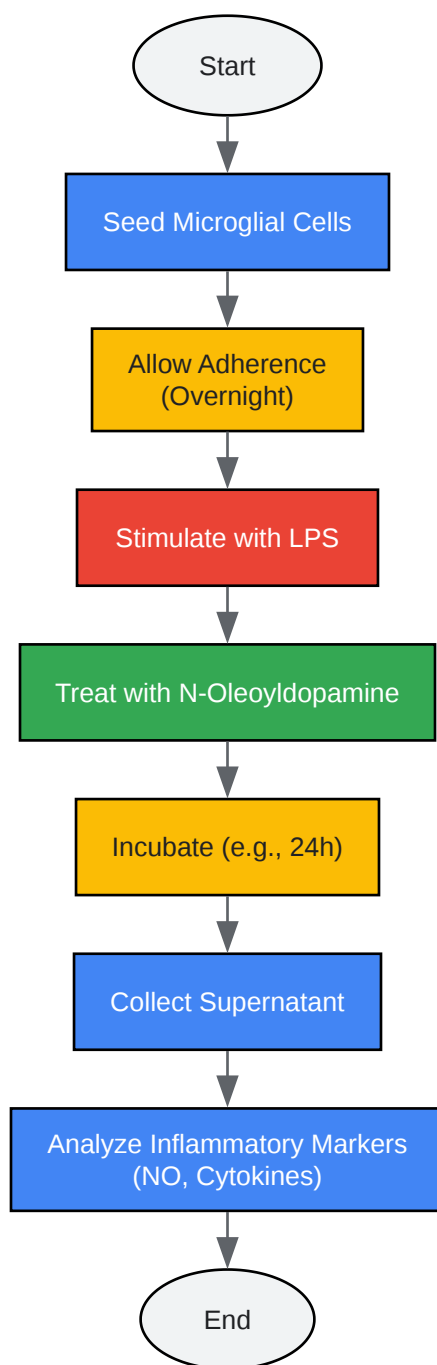 Start
Seed Microglial Cells
Allow Adherence
(Overnight)
Stimulate with LPS
Treat with N-Oleoyldopamine
Incubate (e.g., 24h)
Collect Supernatant
Analyze Inflammatory Markers
(NO, Cytokines)
End